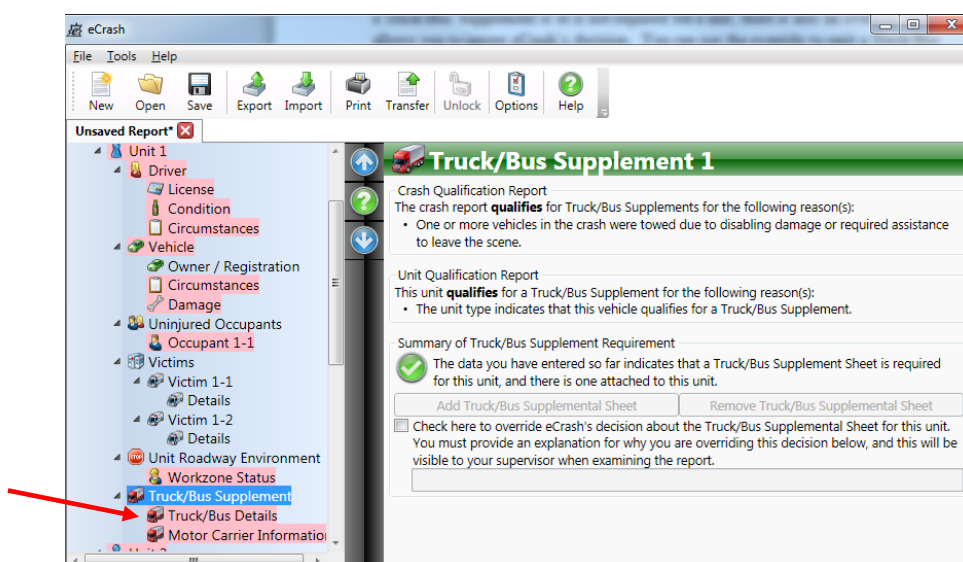 eCrash
File Tools Help
New Open Save Export Import Print Transfer Unlock Options Help
Unsaved Report*
Unit 1
Driver
License
Condition
Circumstances
Vehicle
Owner / Registration
Circumstances
Damage
Uninjured Occupants
Occupant 1-1
Victims
Victim 1-1
Details
Victim 1-2
Details
STOP Unit Roadway Environment
Workzone Status
Truck/Bus Supplement
Truck/Bus Details
Motor Carrier Informatio
Truck/Bus Supplement 1
Crash Qualification Report
The crash report qualifies for Truck/Bus Supplements for the following reason(s):
• One or more vehicles in the crash were towed due to disabling damage or required assistance
to leave the scene.
Unit Qualification Report
This unit qualifies for a Truck/Bus Supplement for the following reason(s):
• The unit type indicates that this vehicle qualifies for a Truck/Bus Supplement.
Summary of Truck/Bus Supplement Requirement
The data you have entered so far indicates that a Truck/Bus Supplement Sheet is required
for this unit, and there is one attached to this unit.
Add Truck/Bus Supplemental Sheet Remove Truck/Bus Supplemental Sheet
Check here to override eCrash's decision about the Truck/Bus Supplemental Sheet for this unit.
You must provide an explanation for why you are overriding this decision below, and this will be
visible to your supervisor when examining the report.